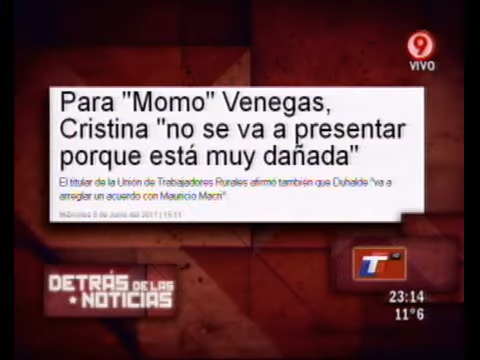 9
VIVO
Para "Momo" Venegas,
Cristina "no se va a presentar
porque está muy dañada"
El titular de la Unión de Trabajadores Rurales afirmó también que Duhalde "va a
arreglar un acuerdo con Mauricio Macri"
Miércoles 8 de Junio del 2011 | 15:11
DETRÁS DE LAS
NOTICIAS
T
23:14
11°6